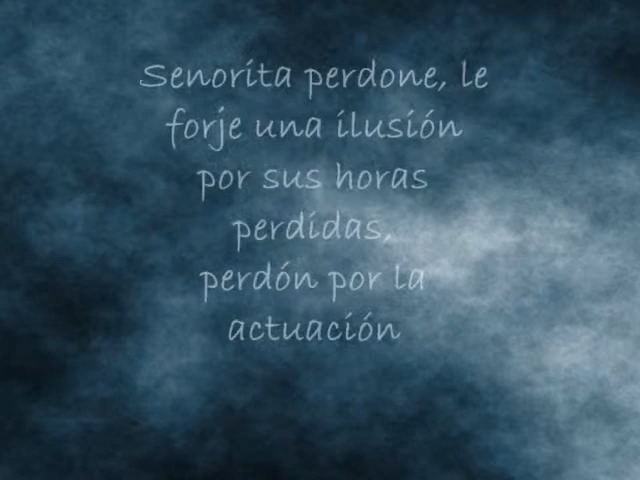 Senorita perdone, le
forje una ilusión
por sus horas
perdidas,
perdón por la
actuación